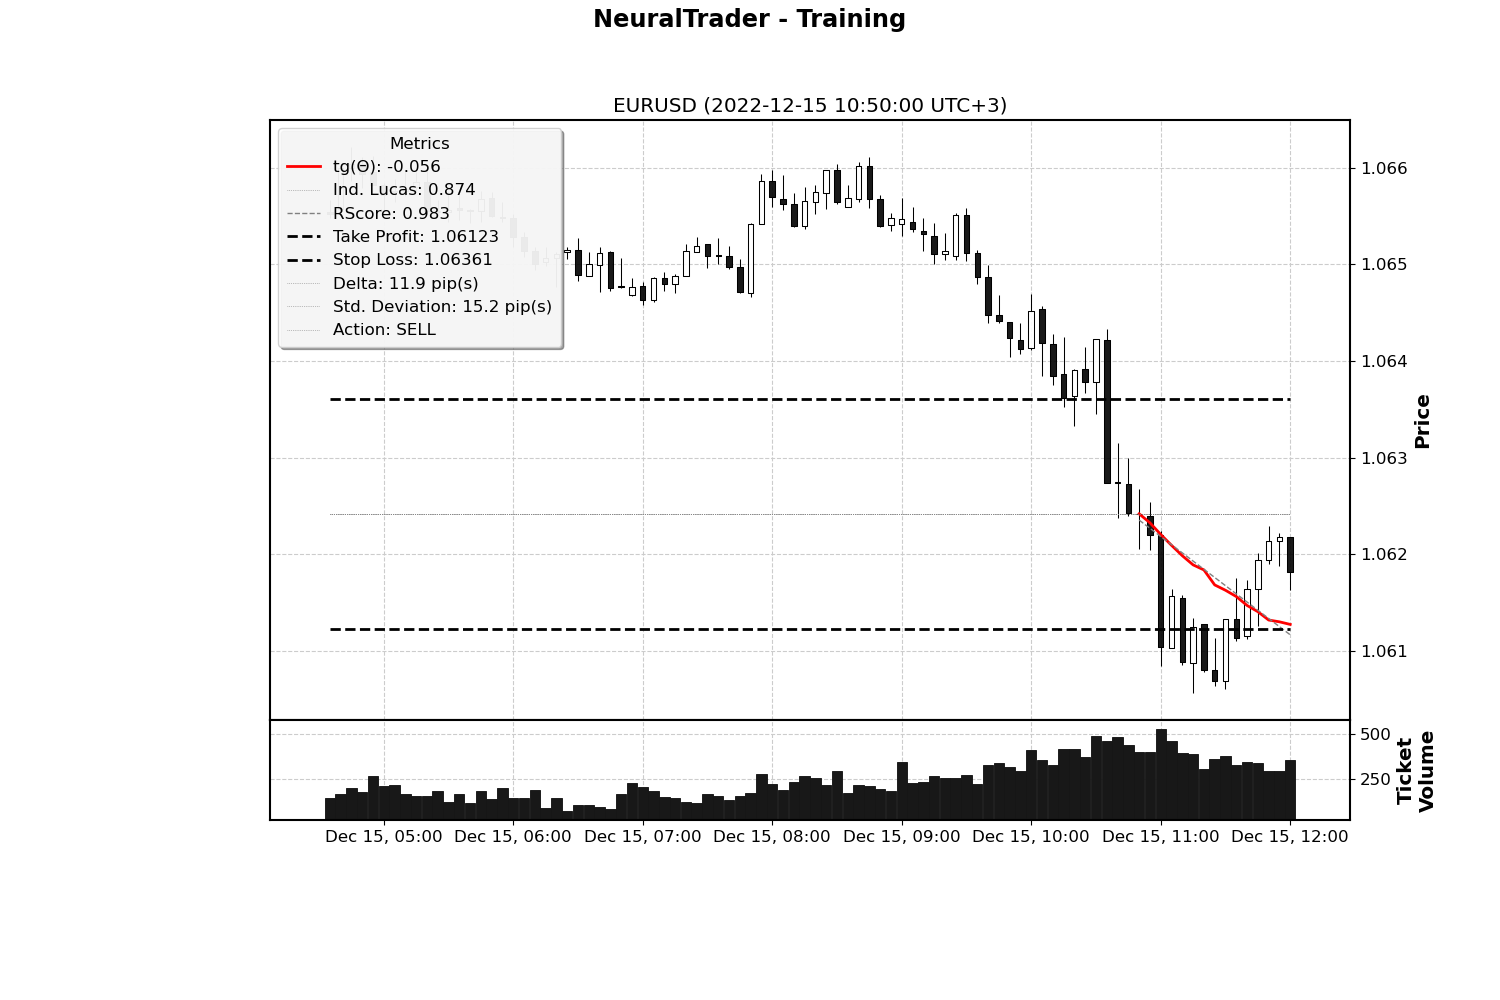 NeuralTrader - Training
EURUSD (2022-12-15 10:50:00 UTC+3)
Metrics
tg(Θ): -0.056
Ind. Lucas: 0.874
RScore: 0.983
Take Profit: 1.06123
Stop Loss: 1.06361
Delta: 11.9 pip(s)
Std. Deviation: 15.2 pip(s)
Action: SELL
1.066
1.065
1.064
1.063
1.062
1.061
Price
500
250
Ticket
Volume
Dec 15, 05:00 Dec 15, 06:00 Dec 15, 07:00 Dec 15, 08:00 Dec 15, 09:00 Dec 15, 10:00 Dec 15, 11:00 Dec 15, 12:00